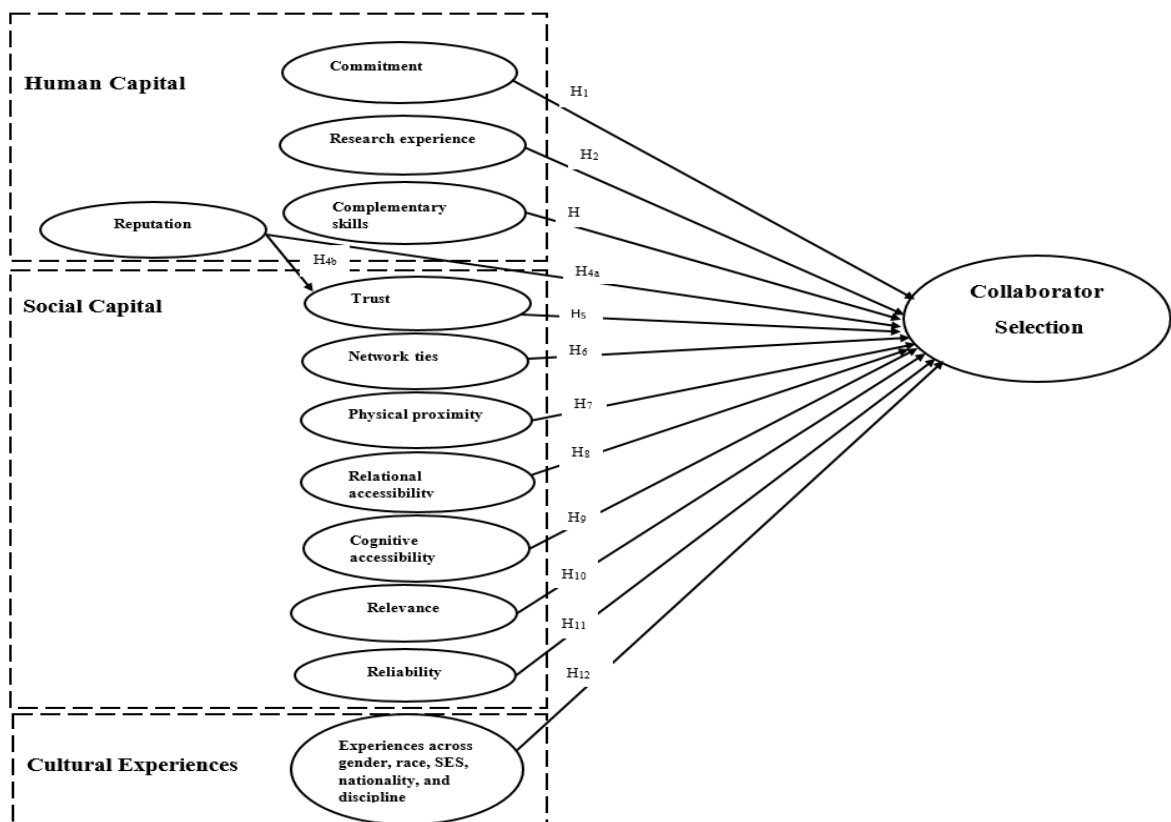 Human Capital
Commitment
H1
Research experience
H2
Complementary
skills
H
Reputation
H4b
H4a
Social Capital
Trust
H5
Network ties
H6
Physical proximity
H7
Relational
accessibility
H8
Cognitive
accessibility
H9
Relevance
H10
Reliability
H11
Cultural Experiences
Experiences across
gender, race, SES,
nationality, and
discipline
H12
Collaborator
Selection